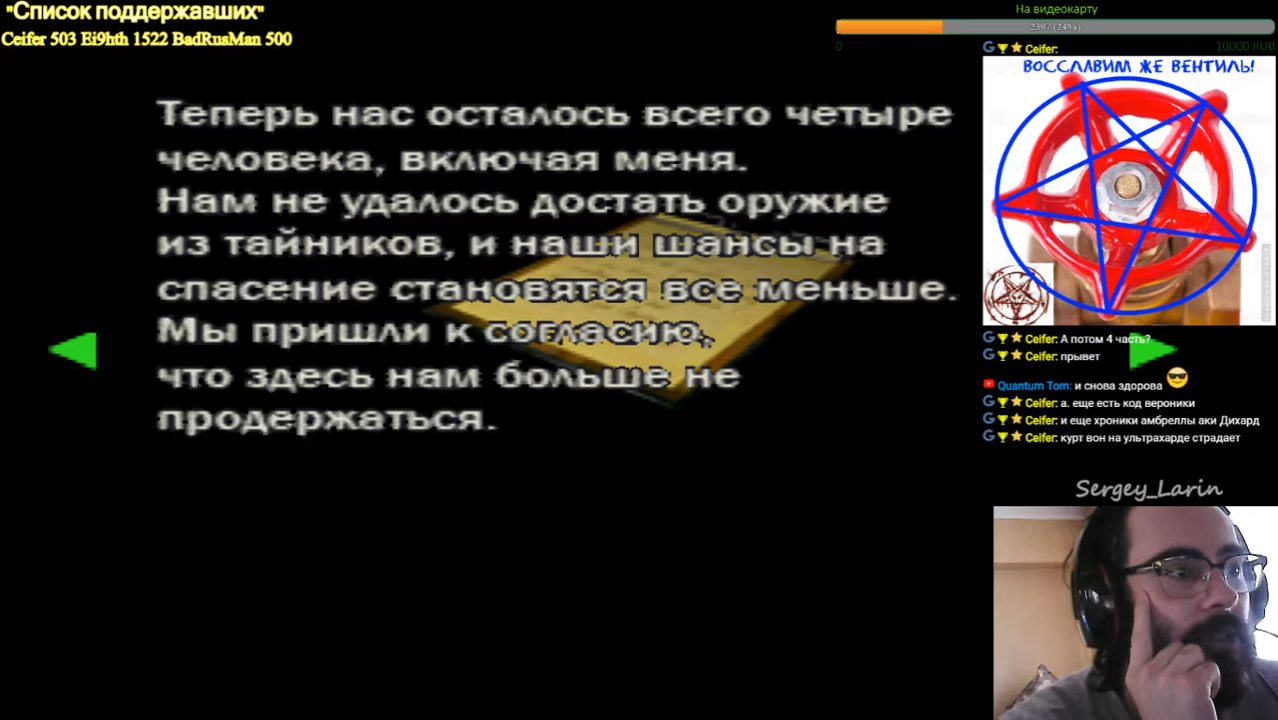 "Список поддержавших"
Ceifer 503 Ei9hth 1522 BadRusMan 500
На видеокарту
2397 (24%)
0
10000 RUB
Теперь нас осталось всего четыре
человека, включая меня.
Нам не удалось достать оружие
из тайников, и наши шансы на
спасение становятся все меньше.
Мы пришли к согласию,
что здесь нам больше не
продержаться.
Ceifer:
ВОССЛАВИМ ЖЕ ВЕНТИЛЬ!
Ceifer: А потом 4 часть?
Ceifer: прывет
Quantum Tom: и снова здорова
Ceifer: а. еще есть код вероники
Ceifer: и еще хроники амбреллы аки Дихард
Ceifer: курт вон на ультрахарде страдает
Sergey_Larin